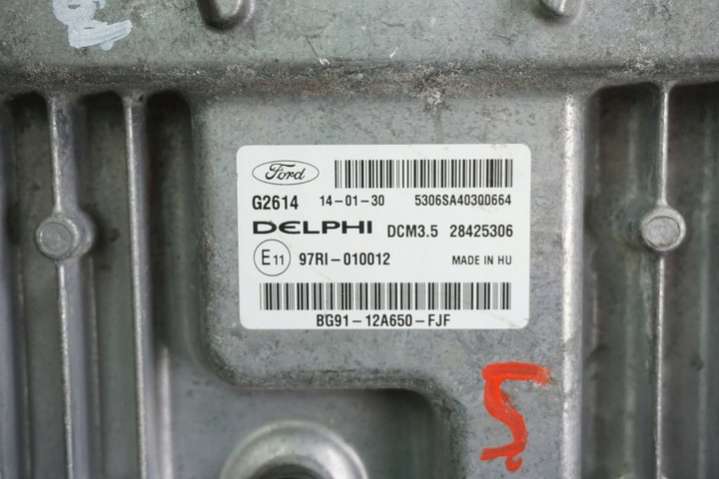 Ford
G2614 14-01-30 5306SA40300664
DELPHI DCM3.5 28425306
E11 97RI-010012 MADE IN HU
BG91-12A650-FJF
5